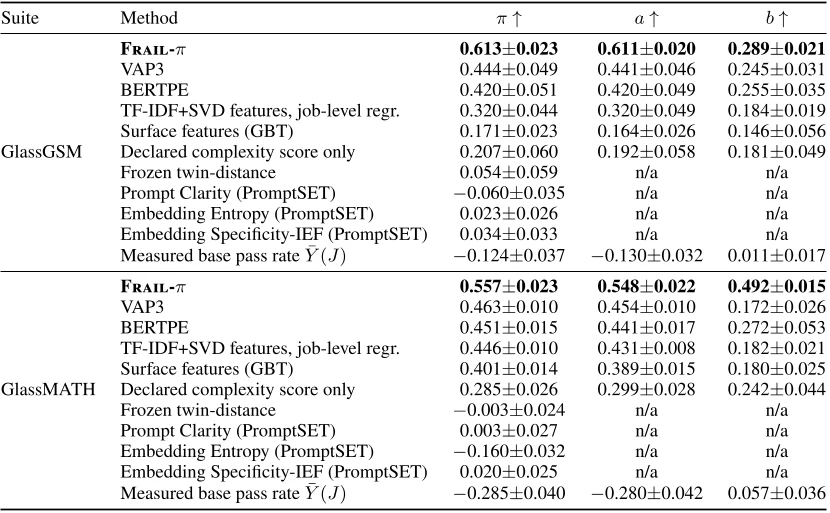 Suite Method π ↑ a ↑ b ↑
FRAIL-π 0.613±0.023 0.611±0.020 0.289±0.021
VAP3 0.444±0.049 0.441±0.046 0.245±0.031
BERTPE 0.420±0.051 0.420±0.049 0.255±0.035
TF-IDF+SVD features, job-level regr. 0.320±0.044 0.320±0.049 0.184±0.019
Surface features (GBT) 0.171±0.023 0.164±0.026 0.146±0.056
GlassGSM Declared complexity score only 0.207±0.060 0.192±0.058 0.181±0.049
Frozen twin-distance 0.054±0.059 n/a n/a
Prompt Clarity (PromptSET) −0.060±0.035 n/a n/a
Embedding Entropy (PromptSET) 0.023±0.026 n/a n/a
Embedding Specificity-IEF (PromptSET) 0.034±0.033 n/a n/a
Measured base pass rate Ȳ(J) −0.124±0.037 −0.130±0.032 0.011±0.017
FRAIL-π 0.557±0.023 0.548±0.022 0.492±0.015
VAP3 0.463±0.010 0.454±0.010 0.172±0.026
BERTPE 0.451±0.015 0.441±0.017 0.272±0.053
TF-IDF+SVD features, job-level regr. 0.446±0.010 0.431±0.008 0.182±0.021
Surface features (GBT) 0.401±0.014 0.389±0.015 0.180±0.025
GlassMATH Declared complexity score only 0.285±0.026 0.299±0.028 0.242±0.044
Frozen twin-distance −0.003±0.024 n/a n/a
Prompt Clarity (PromptSET) 0.003±0.027 n/a n/a
Embedding Entropy (PromptSET) −0.160±0.032 n/a n/a
Embedding Specificity-IEF (PromptSET) 0.020±0.025 n/a n/a
Measured base pass rate Ȳ(J) −0.285±0.040 −0.280±0.042 0.057±0.036